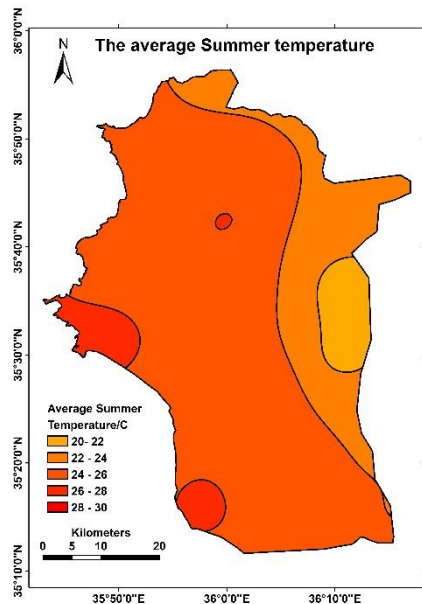 The average Summer temperature
N
36°0'0"N
35°50'0"N
35°40'0"N
35°30'0"N
35°20'0"N
35°10'0"N
Average Summer
Temperature/C
20- 22
22 - 24
24 - 26
26 - 28
28 - 30
Kilometers
0 5 10 20
35°50'0"E 36°0'0"E 36°10'0"E